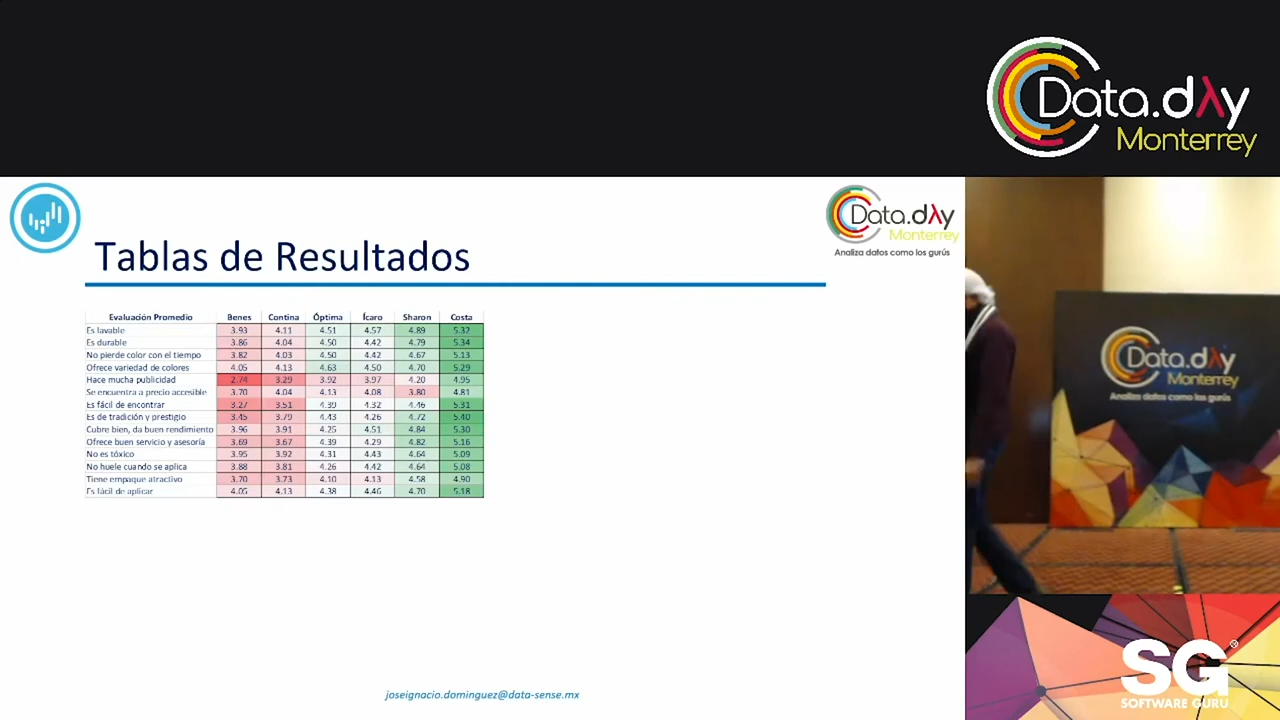 Data.dλy
Monterrey
Data.dλy
Monterrey
Analiza datos como los gurús
Tablas de Resultados
Evaluación Promedio Benes Contina Óptima Ícaro Sharon Costa
Es lavable 3.93 4.11 4.51 4.57 4.89 5.37
Es durable 3.86 4.04 4.50 4.42 4.79 5.34
No pierde color con el tiempo 3.82 4.03 4.50 4.42 4.67 5.13
Ofrece variedad de colores 4.05 4.13 4.63 4.50 4.70 5.29
Hace mucha publicidad 2.74 3.29 3.92 3.97 4.20 4.95
Se encuentra a precio accesible 3.70 4.04 4.13 4.08 3.80 4.81
Es fácil de encontrar 3.27 3.51 4.39 4.32 4.46 5.31
Es de tradición y prestigio 3.45 3.79 4.43 4.26 4.72 5.40
Cubre bien, da buen rendimiento 3.96 3.91 4.25 4.51 4.84 5.30
Ofrece buen servicio y asesoría 3.69 3.67 4.39 4.29 4.82 5.16
No es tóxico 3.95 3.92 4.31 4.43 4.64 5.09
No huele cuando se aplica 3.88 3.81 4.26 4.42 4.64 5.08
Tiene empaque atractivo 3.70 3.73 4.10 4.13 4.58 4.90
Es fácil de aplicar 4.05 4.13 4.38 4.46 4.70 5.18
joseignacio.dominguez@data-sense.mx
Data.dλy
Monterrey
Analiza datos como los gurús
SG
SOFTWARE GURU